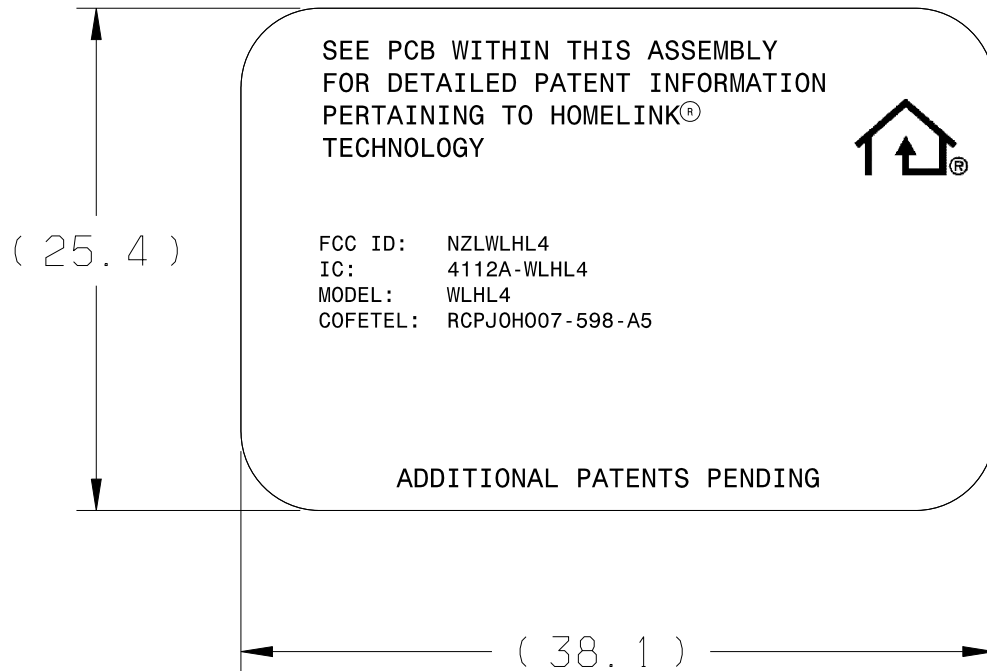 SEE PCB WITHIN THIS ASSEMBLY
FOR DETAILED PATENT INFORMATION
PERTAINING TO HOMELINK®
TECHNOLOGY
®
(25.4)
FCC ID: NZLWLHL4
IC: 4112A-WLHL4
MODEL: WLHL4
COFETEL: RCPJOHO07-598-A5
ADDITIONAL PATENTS PENDING
(38.1)